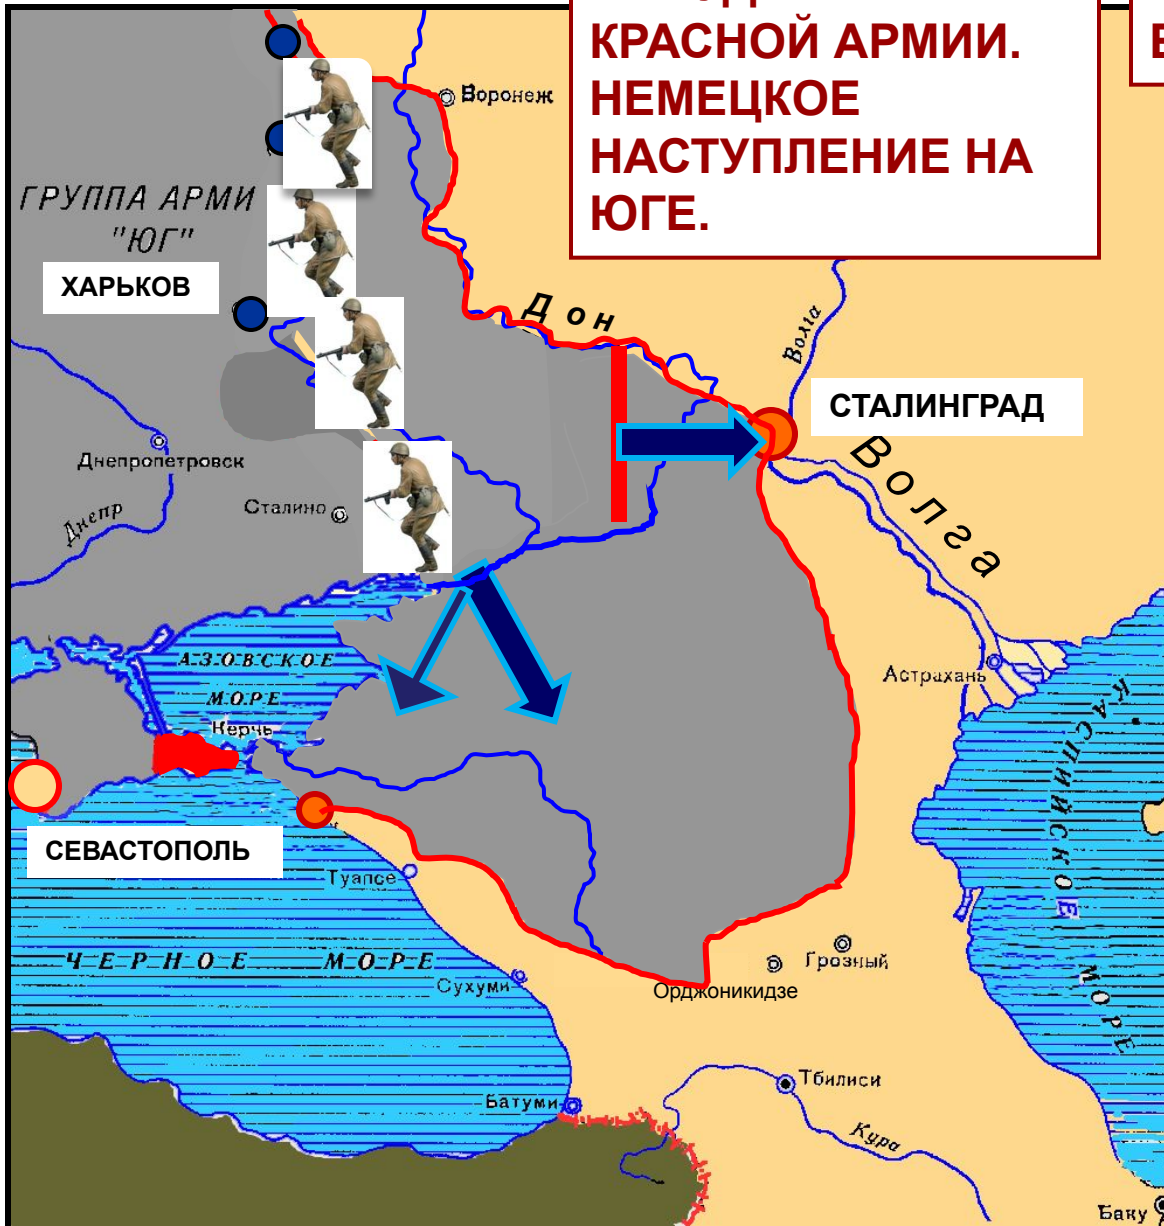 КРАСНОЙ АРМИИ.
НЕМЕЦКОЕ
НАСТУПЛЕНИЕ НА
ЮГЕ.
Воронеж
ГРУППА АРМИ
"ЮГ"
ХАРЬКОВ
Дон
Волга
СТАЛИНГРАД
Волга
Днепропетровск
Сталино
Днепр
АЗОВСКОЕ
МОРЕ
Керчь
Астрахань
КАСПИЙСКОЕ
МОРЕ
СЕВАСТОПОЛЬ
Туапсе
ЧЕРНОЕ МОРЕ
Сухуми
Грозный
Орджоникидзе
Тбилиси
Батуми
Кура
Баку